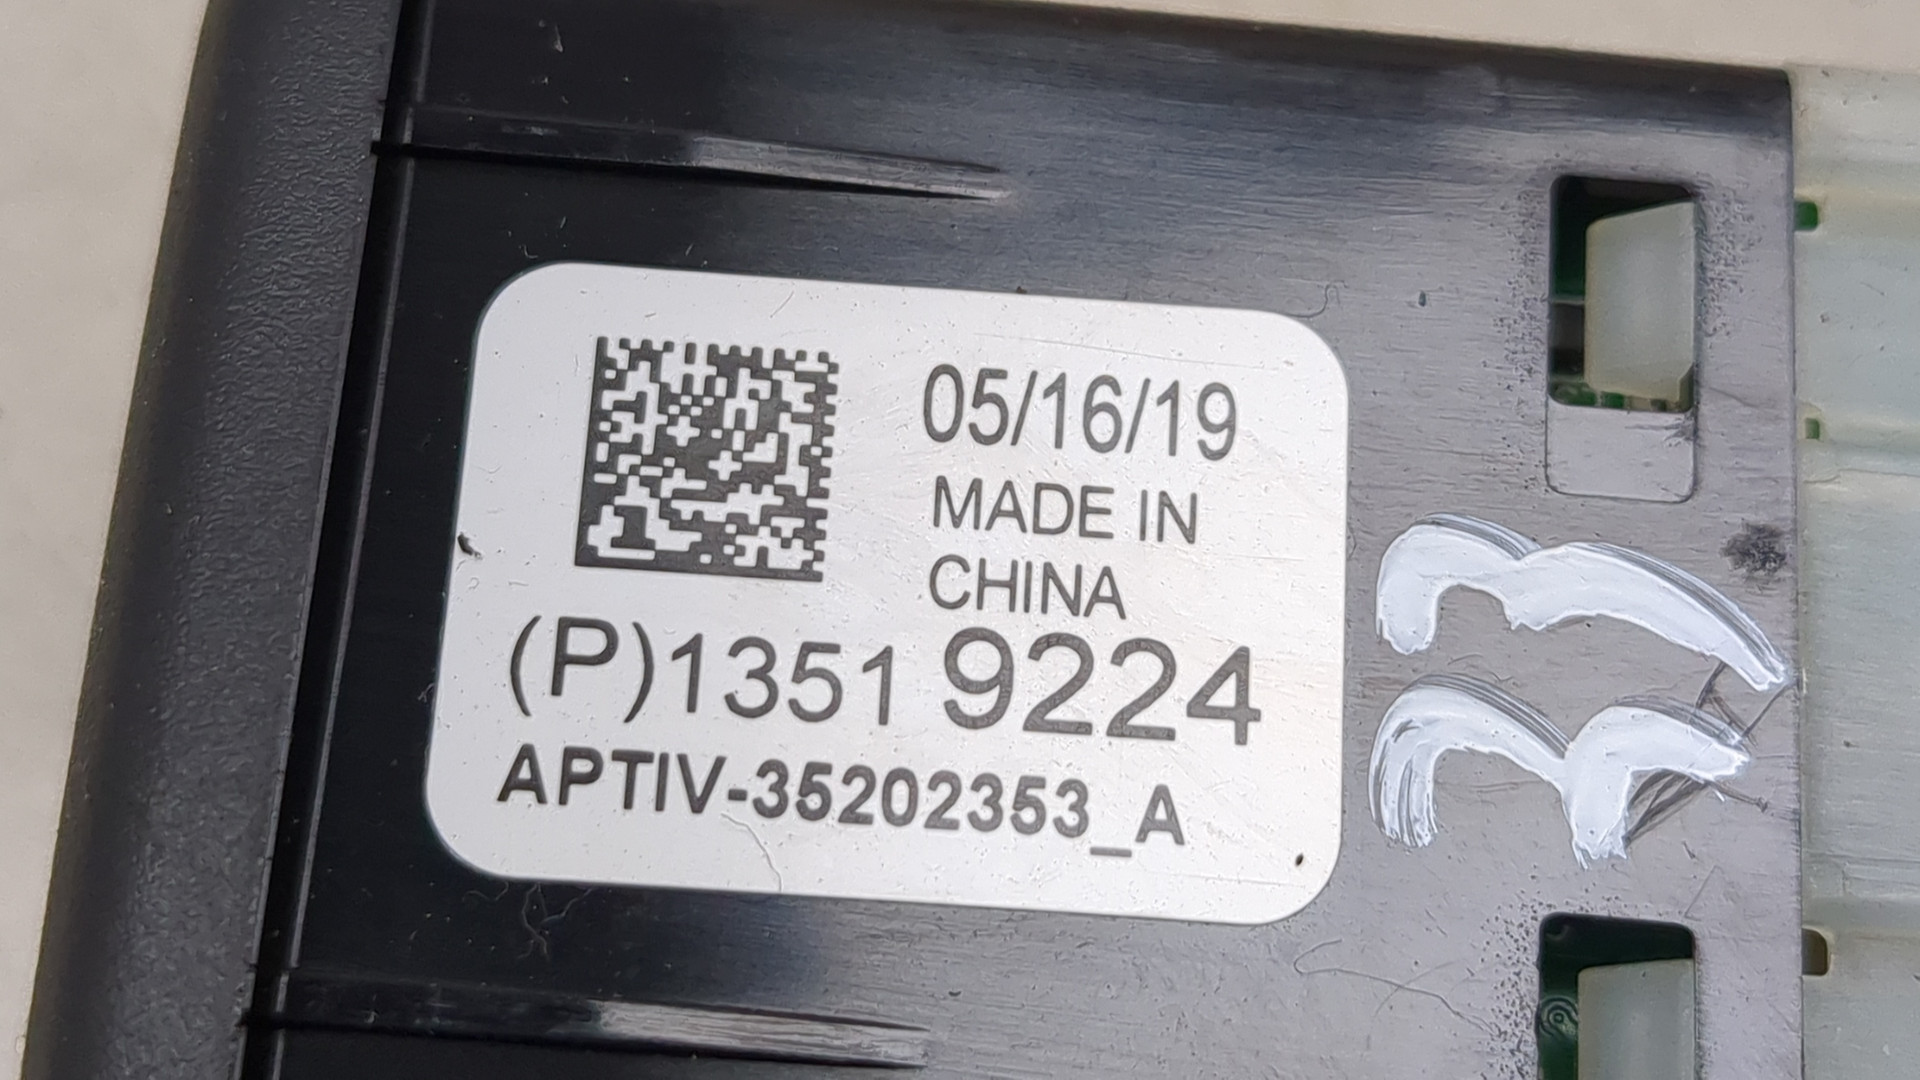 05/16/19
MADE IN
CHINA
(P)1351 9224
APTIV-35202353_A